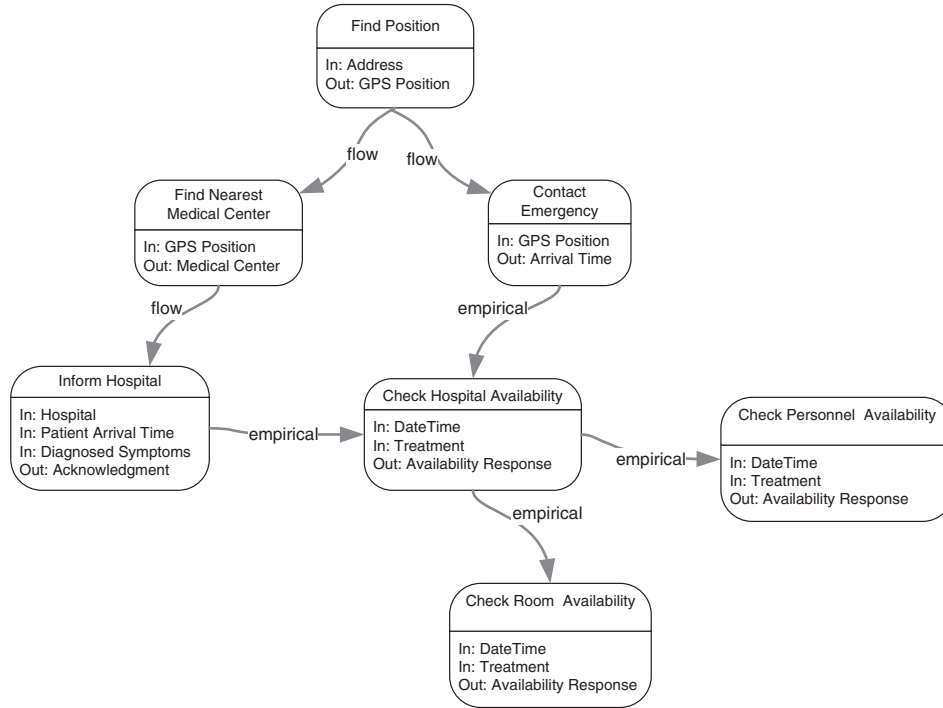 Find Position
In: Address
Out: GPS Position
flow
flow
Find Nearest
Medical Center
In: GPS Position
Out: Medical Center
Contact
Emergency
In: GPS Position
Out: Arrival Time
flow
empirical
Inform Hospital
In: Hospital
In: Patient Arrival Time
In: Diagnosed Symptoms
Out: Acknowledgment
empirical
Check Hospital Availability
In: DateTime
In: Treatment
Out: Availability Response
empirical
Check Personnel Availability
In: DateTime
In: Treatment
Out: Availability Response
empirical
Check Room Availability
In: DateTime
In: Treatment
Out: Availability Response